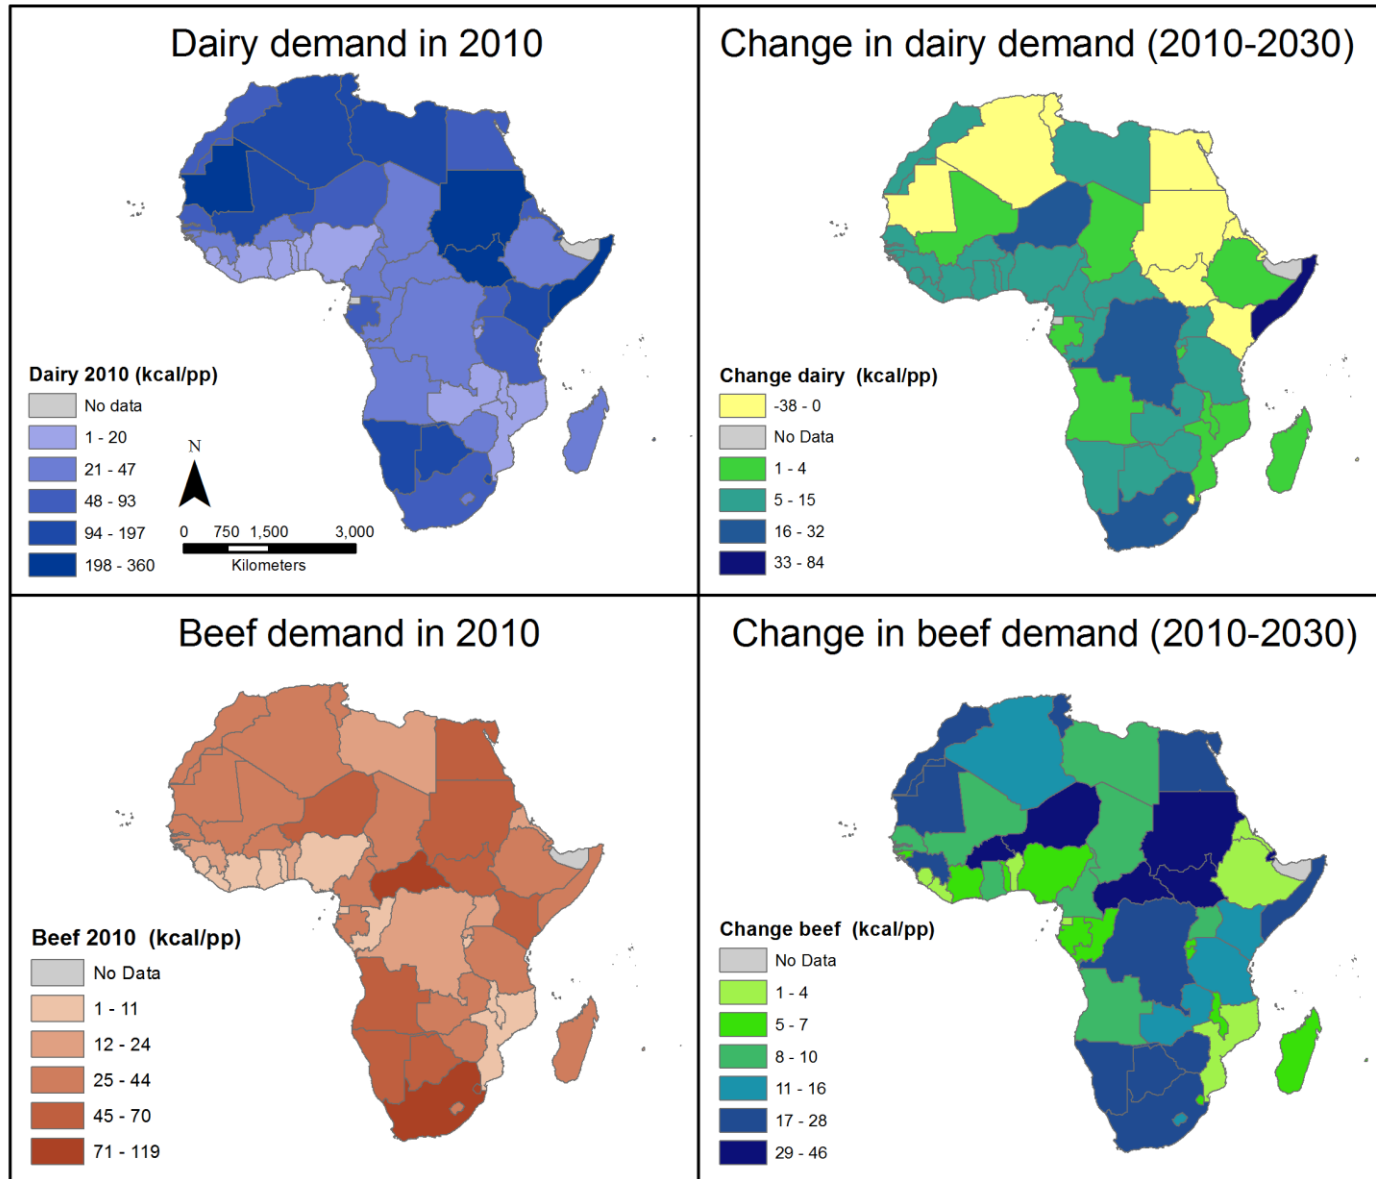 Dairy demand in 2010
Dairy 2010 (kcal/pp)
No data
1 - 20
21 - 47
48 - 93
94 - 197
198 - 360
N
0 750 1,500 3,000
Kilometers
Change in dairy demand (2010-2030)
Change dairy (kcal/pp)
-38 - 0
No Data
1 - 4
5 - 15
16 - 32
33 - 84
Beef demand in 2010
Beef 2010 (kcal/pp)
No Data
1 - 11
12 - 24
25 - 44
45 - 70
71 - 119
Change in beef demand (2010-2030)
Change beef (kcal/pp)
No Data
1 - 4
5 - 7
8 - 10
11 - 16
17 - 28
29 - 46